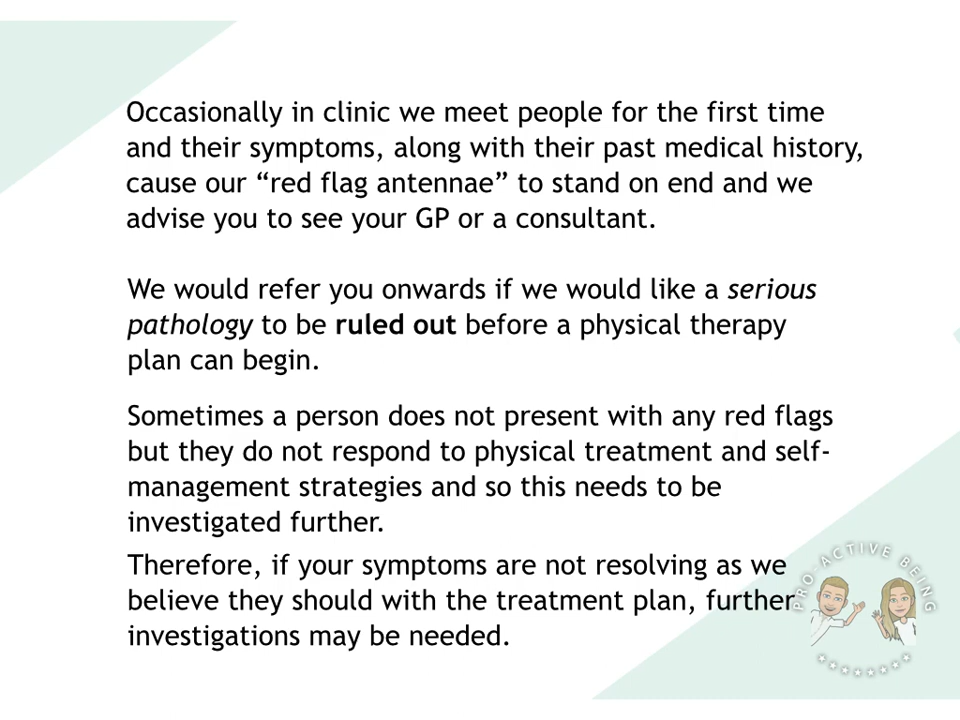 Occasionally in clinic we meet people for the first time
and their symptoms, along with their past medical history,
cause our “red flag antennae” to stand on end and we
advise you to see your GP or a consultant.
We would refer you onwards if we would like a serious
pathology to be ruled out before a physical therapy
plan can begin.
Sometimes a person does not present with any red flags
but they do not respond to physical treatment and self-
management strategies and so this needs to be
investigated further.
Therefore, if your symptoms are not resolving as we
believe they should with the treatment plan, further
investigations may be needed.
PRO-ACTIVE BEING